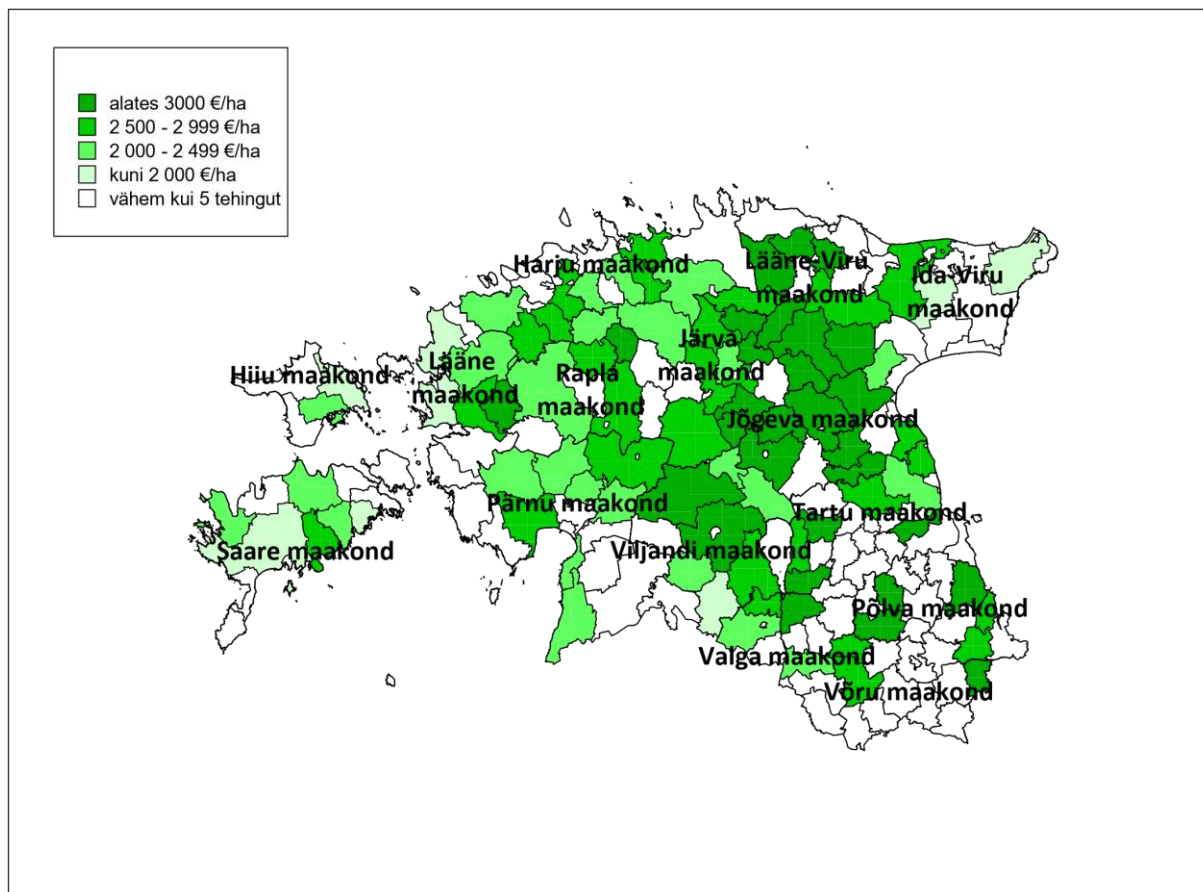 alates 3000 €/ha
2 500 - 2 999 €/ha
2 000 - 2 499 €/ha
kuni 2 000 €/ha
vähem kui 5 tehingut
Harju maakond
Lääne-Viru
maakond
Ida-Viru
maakond
Järva
maakond
Lääne
maakond
Rapla
maakond
Hiiu maakond
Jõgeva maakond
Pärnu maakond
Tartu maakond
Saare maakond
Viljandi maakond
Põlva maakond
Valga maakond
Võru maakond